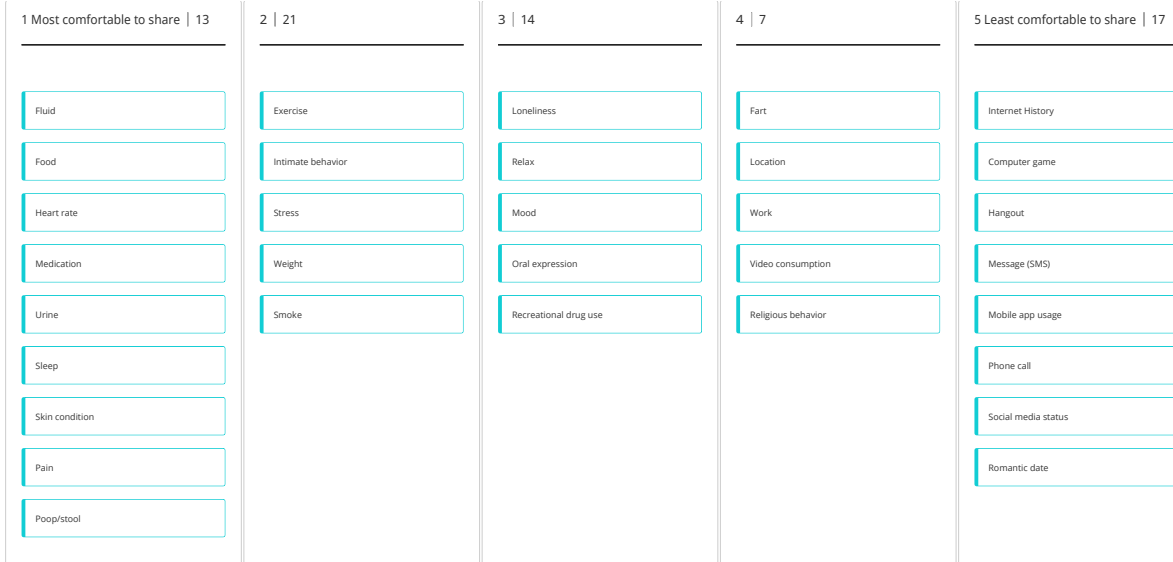 1 Most comfortable to share | 13
Fluid
Food
Heart rate
Medication
Urine
Sleep
Skin condition
Pain
Poop/stool
2 | 21
Exercise
Intimate behavior
Stress
Weight
Smoke
3 | 14
Loneliness
Relax
Mood
Oral expression
Recreational drug use
4 | 7
Fart
Location
Work
Video consumption
Religious behavior
5 Least comfortable to share | 17
Internet History
Computer game
Hangout
Message (SMS)
Mobile app usage
Phone call
Social media status
Romantic date